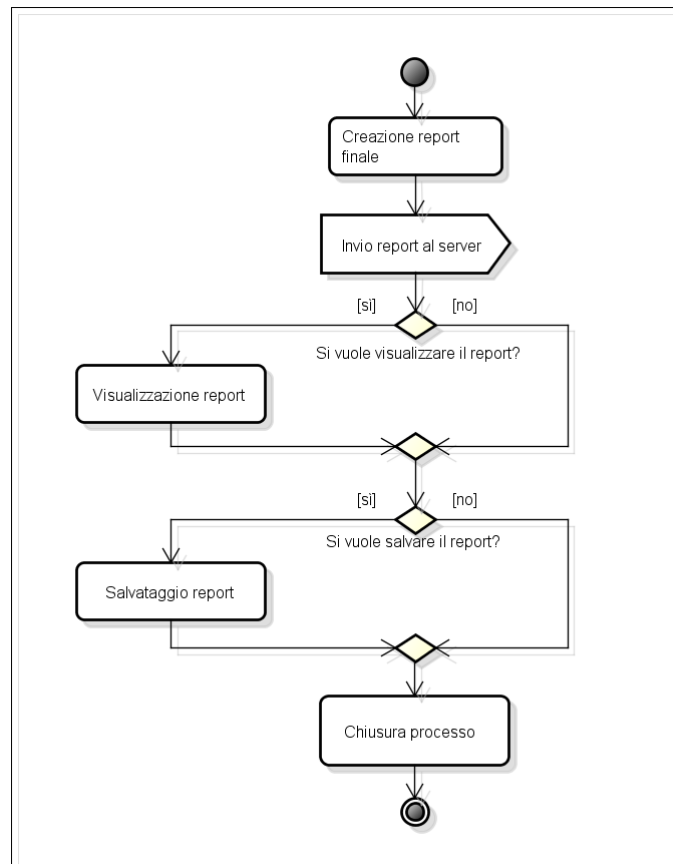 Creazione report
finale
Invio report al server
[sì]
[no]
Si vuole visualizzare il report?
Visualizzazione report
[sì]
[no]
Si vuole salvare il report?
Salvataggio report
Chiusura processo